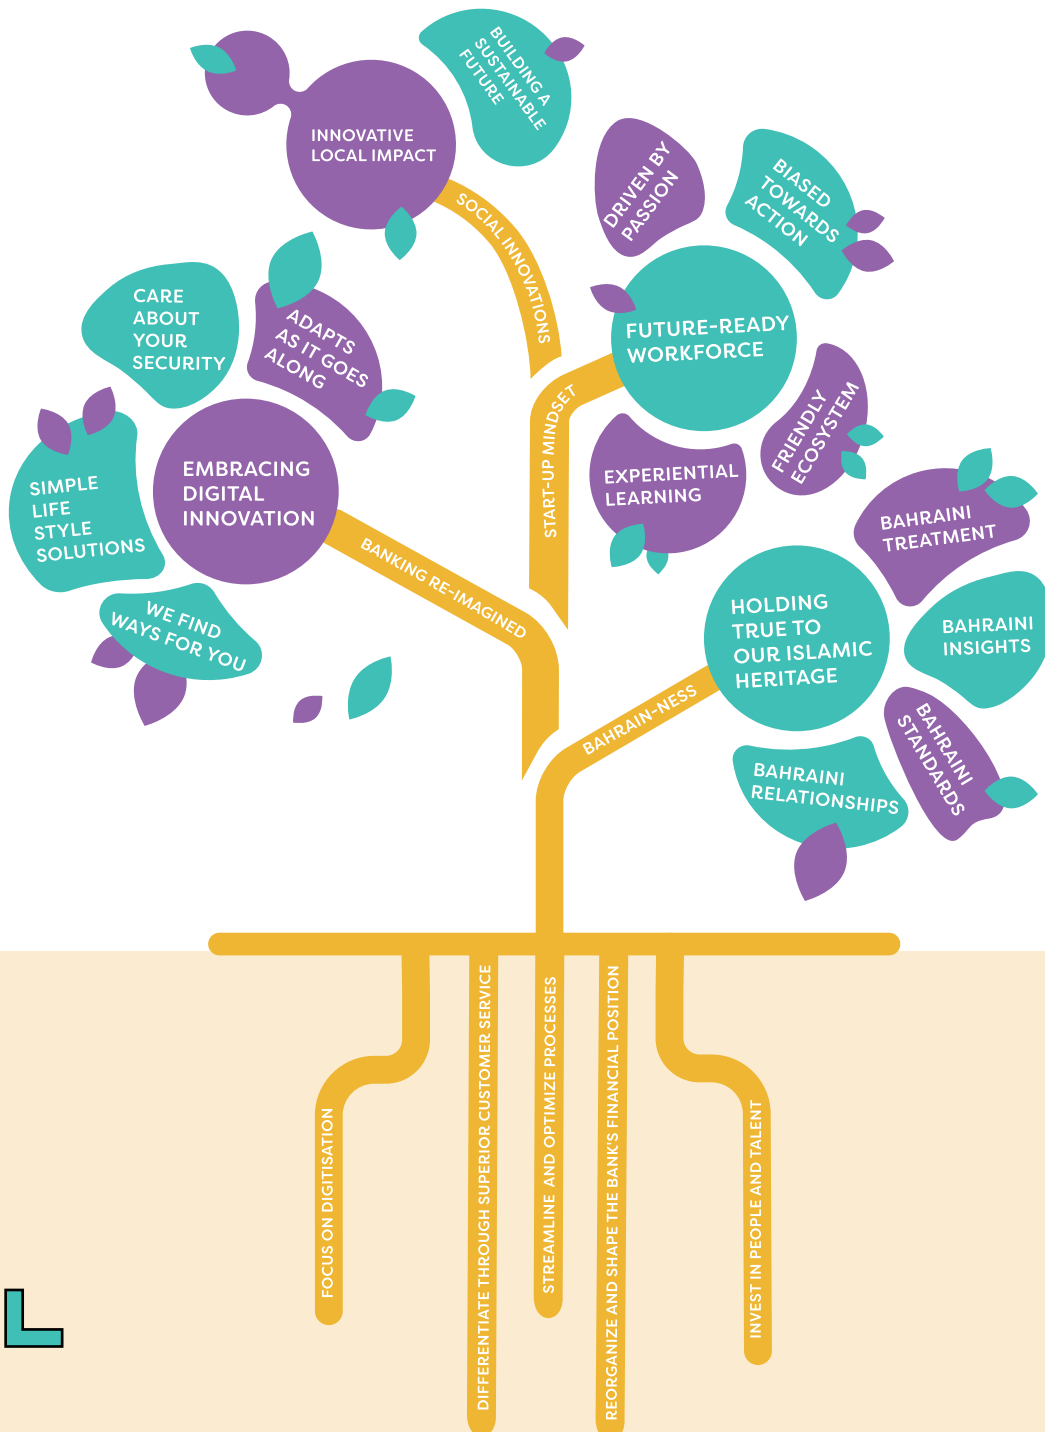 BUILDING A
SUSTAINABLE
FUTURE
INNOVATIVE
LOCAL IMPACT
SOCIAL INNOVATIONS
DRIVEN BY
PASSION
BIASED
TOWARDS
ACTION
FUTURE-READY
WORKFORCE
START-UP MINDSET
EXPERIENTIAL
LEARNING
FRIENDLY
ECOSYSTEM
CARE
ABOUT
YOUR
SECURITY
ADAPTS
AS IT GOES
ALONG
SIMPLE
LIFE
STYLE
SOLUTIONS
EMBRACING
DIGITAL
INNOVATION
WE FIND
WAYS FOR YOU
BANKING RE-IMAGINED
BAHRAINI
TREATMENT
HOLDING
TRUE TO
OUR ISLAMIC
HERITAGE
BAHRAINI
INSIGHTS
BAHRAINI
STANDARDS
BAHRAINI
RELATIONSHIPS
BAHRAIN-NESS
FOCUS ON DIGITISATION
DIFFERENTIATE THROUGH SUPERIOR CUSTOMER SERVICE
STREAMLINE AND OPTIMIZE PROCESSES
REORGANIZE AND SHAPE THE BANK'S FINANCIAL POSITION
INVEST IN PEOPLE AND TALENT